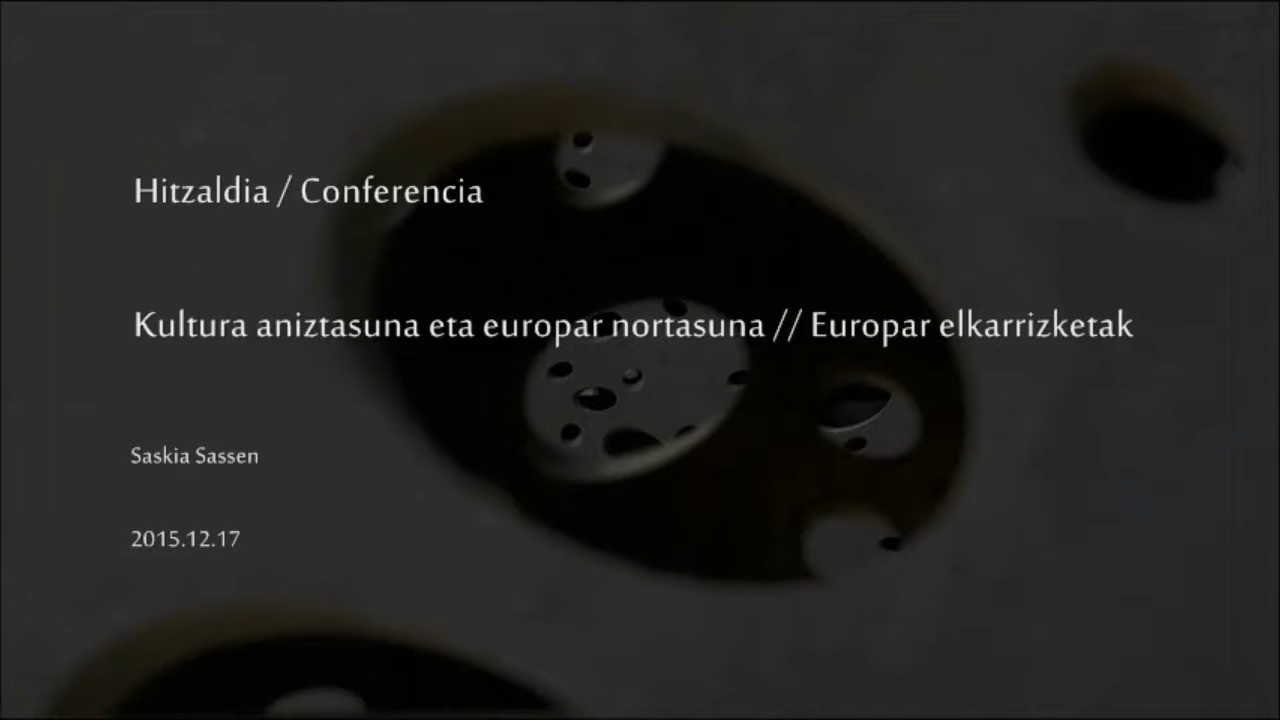 Hitzaldia / Conferencia
Kultura aniztasuna eta europar nortasuna // Europar elkarrizketak
Saskia Sassen
2015.12.17